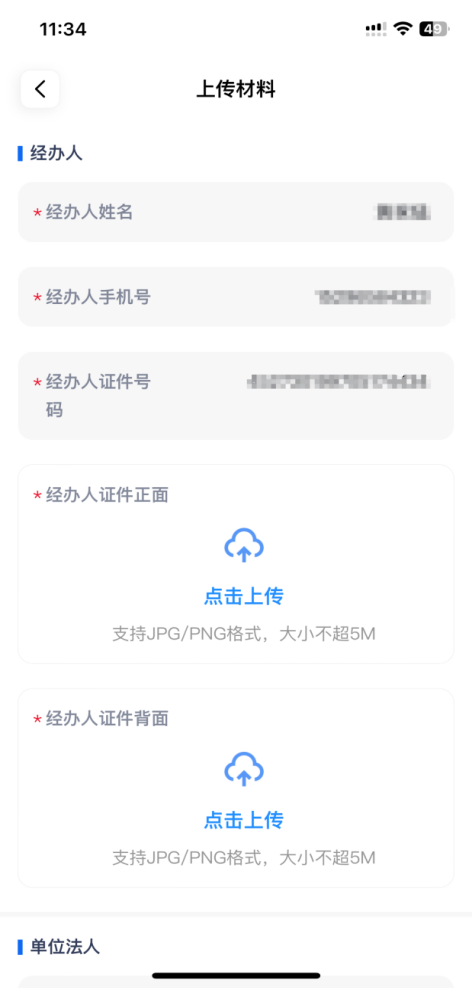 11:34
49
上传材料
经办人
*经办人姓名
*经办人手机号
*经办人证件号
码
*经办人证件正面
点击上传
支持JPG/PNG格式，大小不超5M
*经办人证件背面
点击上传
支持JPG/PNG格式，大小不超5M
单位法人